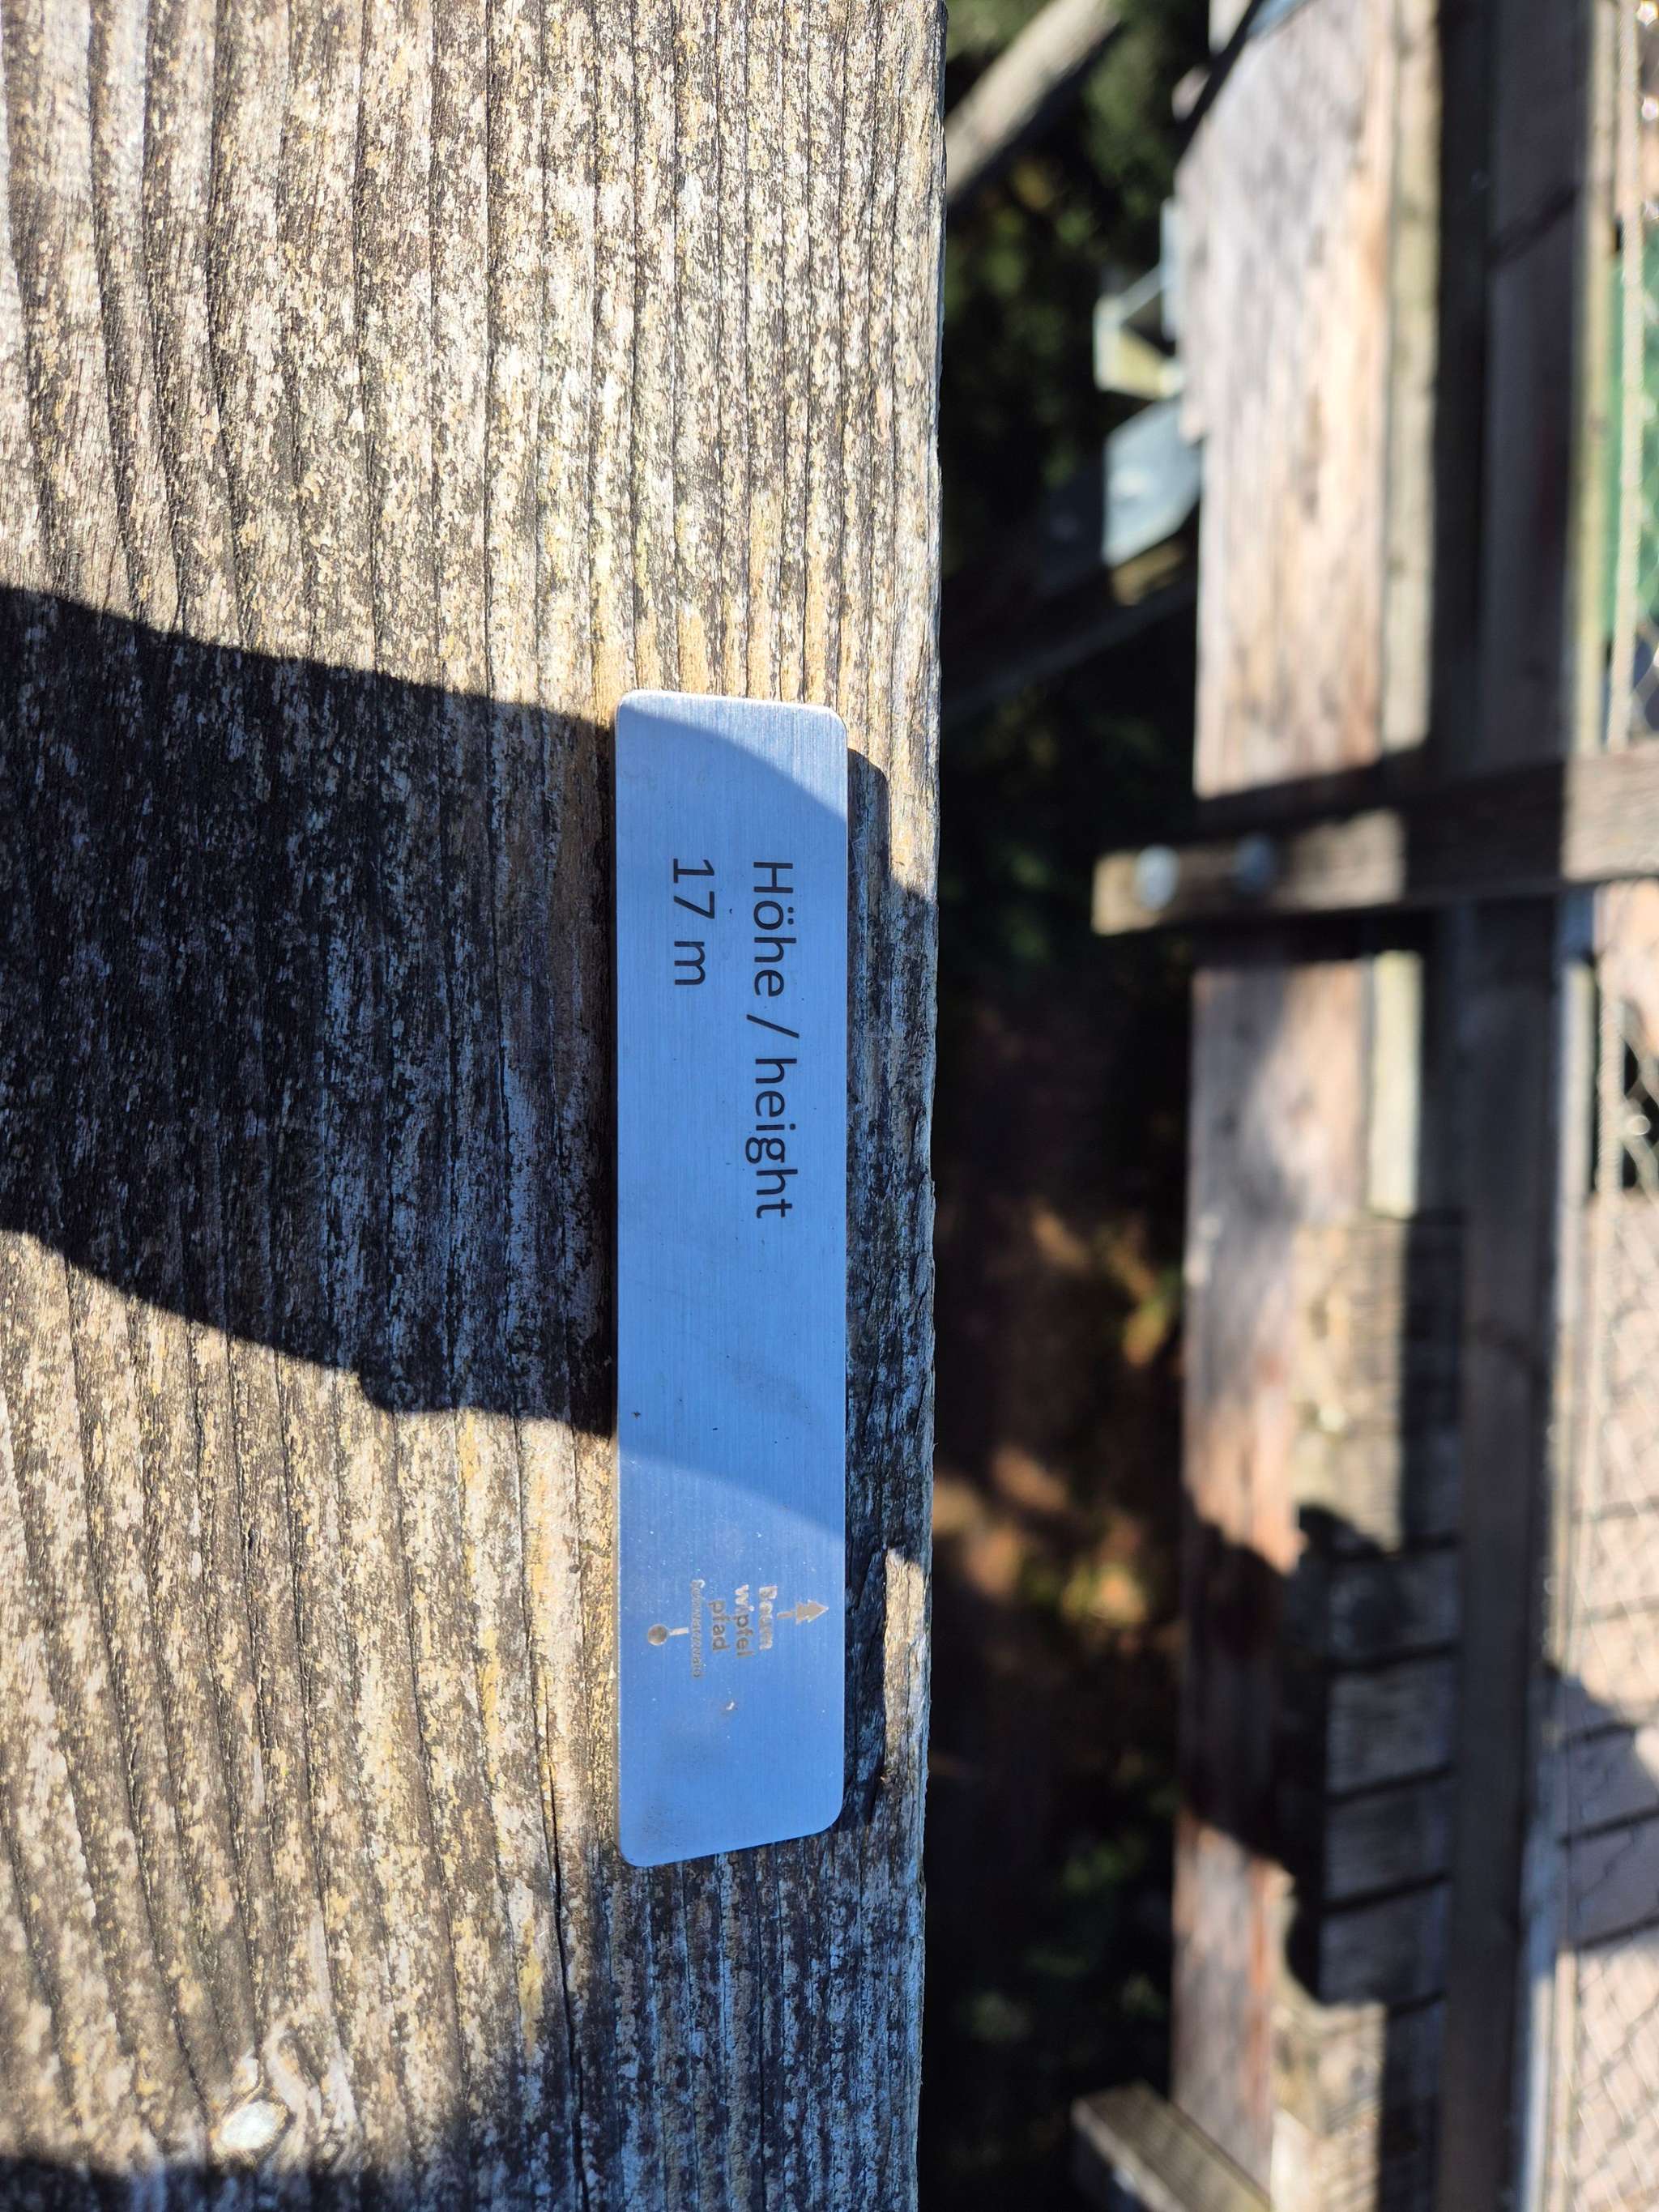 Höhe / height
17 m
Baum
wipfel
pfad